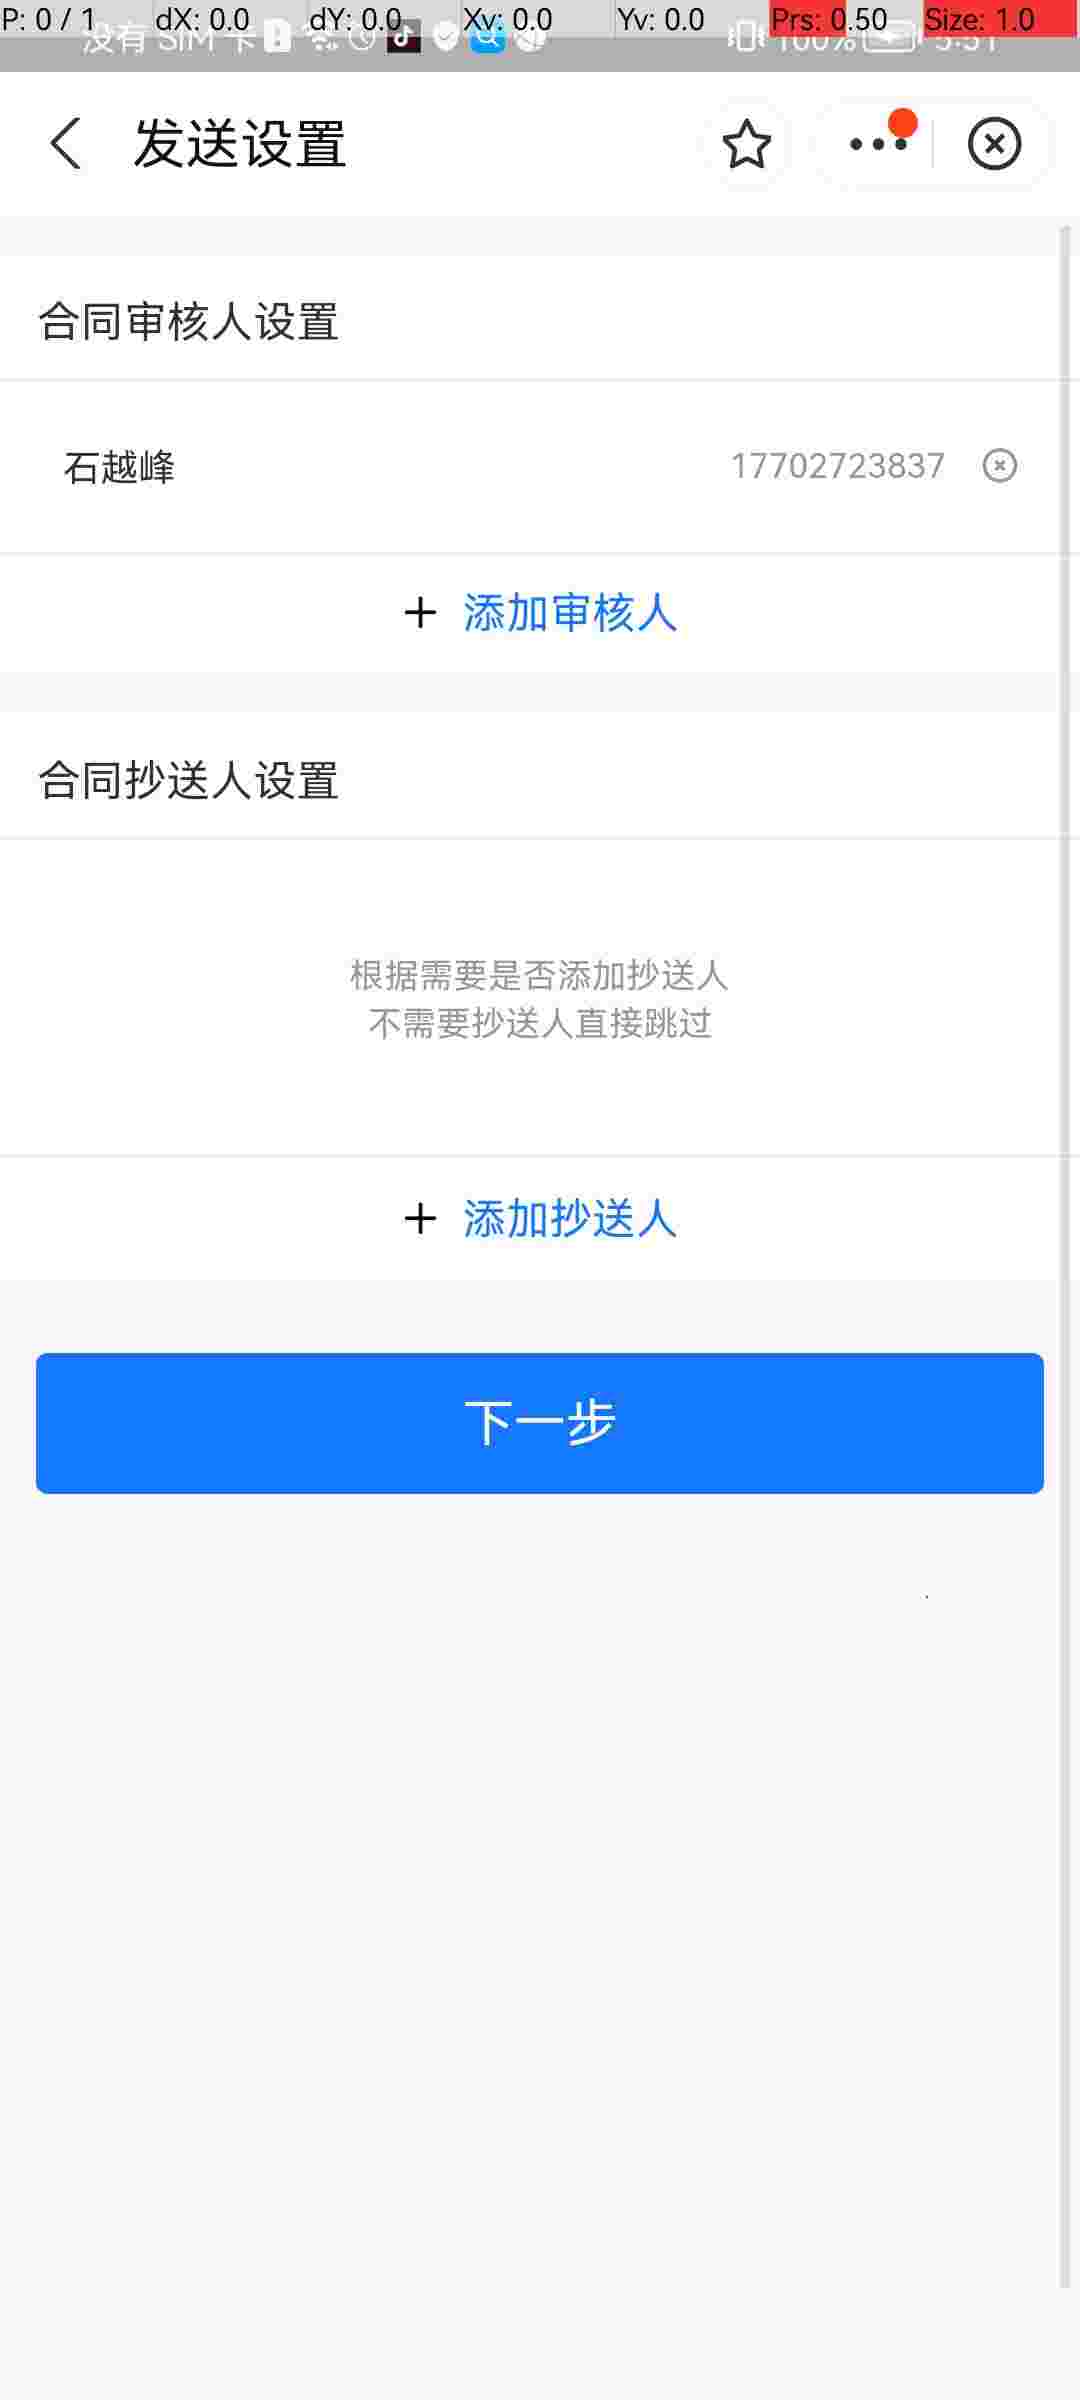 P: 0 / 1 dX: 0.0 dY: 0.0 Xv: 0.0 Yv: 0.0 Prs: 0.50 Size: 1.0
没有 SIM 卡 100% 5:31
发送设置
合同审核人设置
石越峰 17702723837
+ 添加审核人
合同抄送人设置
根据需要是否添加抄送人
不需要抄送人直接跳过
+ 添加抄送人
下一步